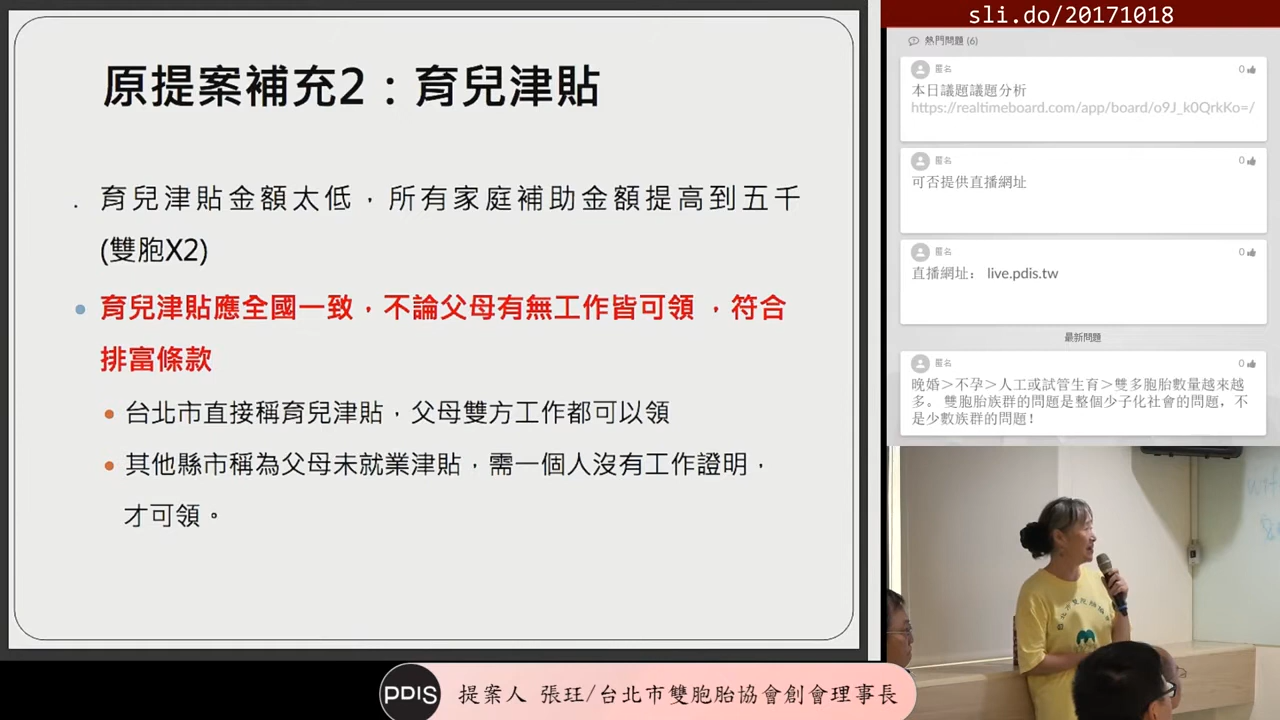 原提案補充2：育兒津貼
. 育兒津貼金額太低，所有家庭補助金額提高到五千
(雙胞X2)
• 育兒津貼應全國一致，不論父母有無工作皆可領 ，符合
排富條款
• 台北市直接稱育兒津貼，父母雙方工作都可以領
• 其他縣市稱為父母未就業津貼，需一個人沒有工作證明，
才可領。
sli.do/20171018
熱門問題 (6)
匿名
0
本日議題議題分析
https://realtimeboard.com/app/board/o9J_k0QrkKo=/
匿名
0
可否提供直播網址
匿名
0
直播網址： live.pdis.tw
最新問題
匿名
0
晚婚＞不孕＞人工或試管生育＞雙多胞胎數量越來越
多。 雙胞胎族群的問題是整個少子化社會的問題，不
是少數族群的問題！
PDIS
提案人 張珏/台北市雙胞胎協會創會理事長